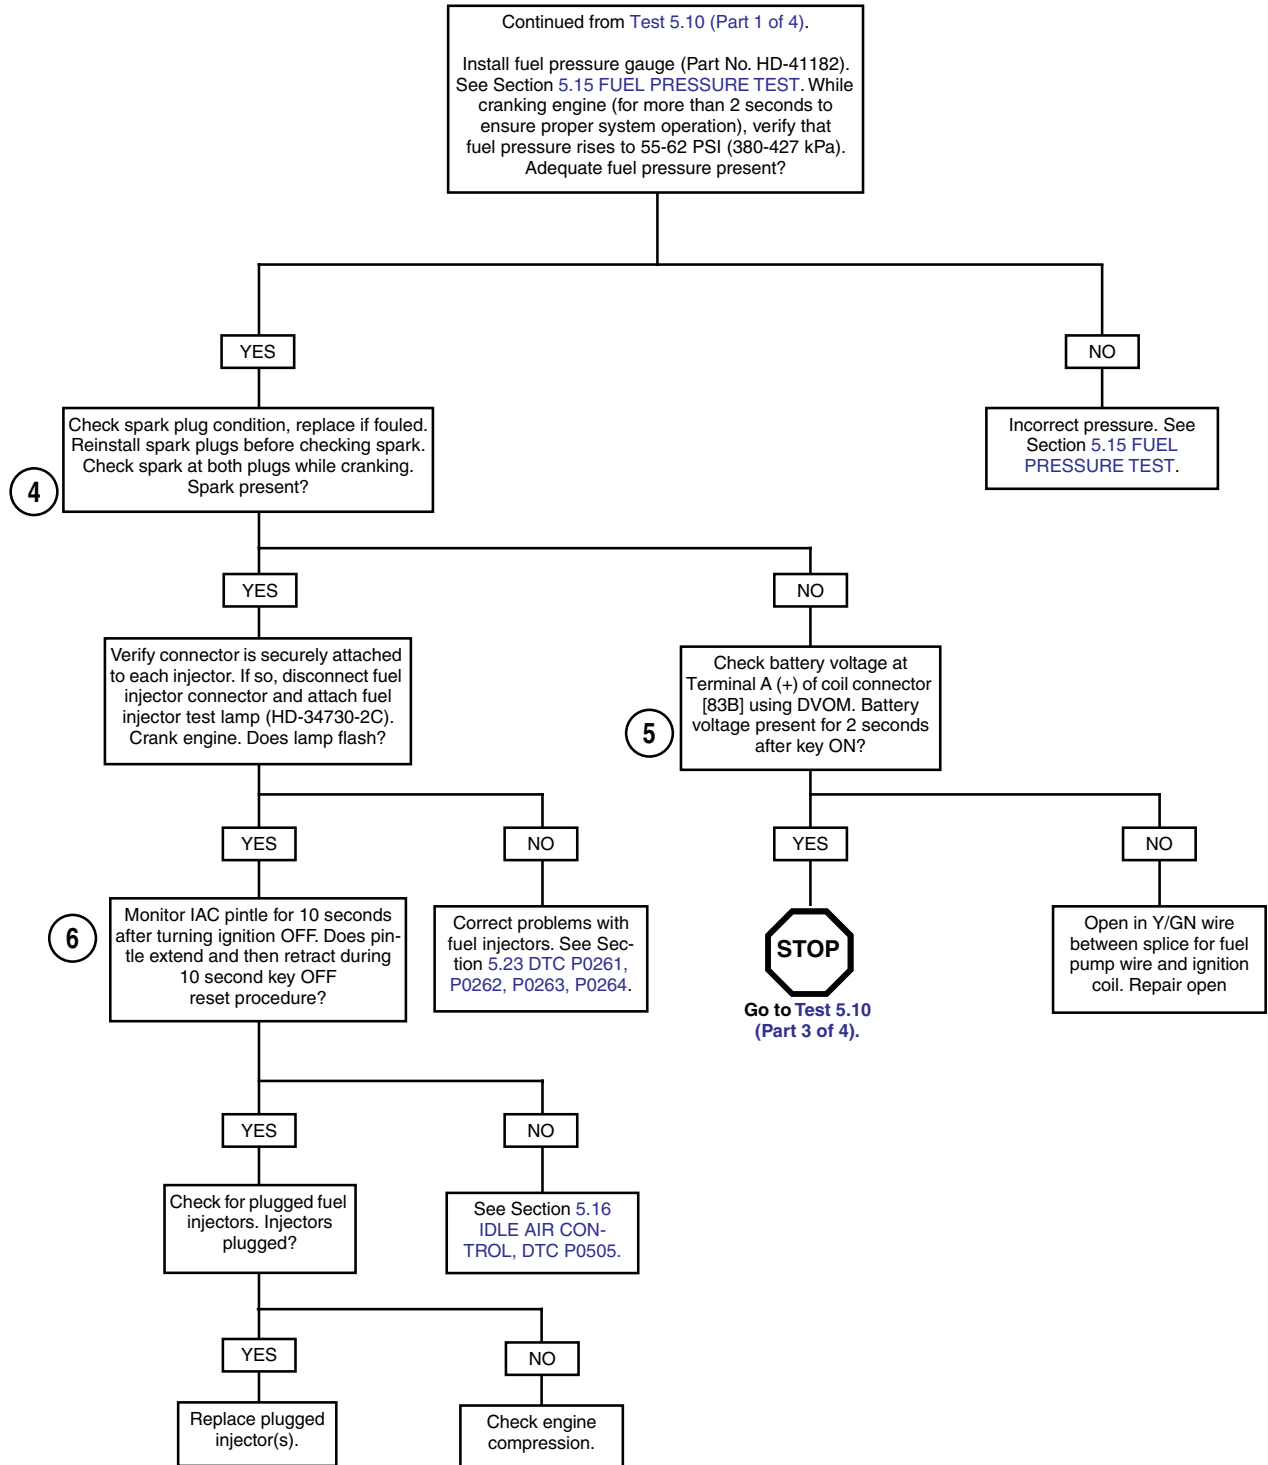 Continued from Test 5.10 (Part 1 of 4).
Install fuel pressure gauge (Part No. HD-41182).
See Section 5.15 FUEL PRESSURE TEST. While
cranking engine (for more than 2 seconds to
ensure proper system operation), verify that
fuel pressure rises to 55-62 PSI (380-427 kPa).
Adequate fuel pressure present?
YES
NO
Check spark plug condition, replace if fouled.
Reinstall spark plugs before checking spark.
Check spark at both plugs while cranking.
Spark present?
4
Incorrect pressure. See
Section 5.15 FUEL
PRESSURE TEST.
YES
NO
Verify connector is securely attached
to each injector. If so, disconnect fuel
injector connector and attach fuel
injector test lamp (HD-34730-2C).
Crank engine. Does lamp flash?
5
Check battery voltage at
Terminal A (+) of coil connector
[83B] using DVOM. Battery
voltage present for 2 seconds
after key ON?
YES
NO
YES
NO
6
Monitor IAC pintle for 10 seconds
after turning ignition OFF. Does pin-
tle extend and then retract during
10 second key OFF
reset procedure?
Correct problems with
fuel injectors. See Sec-
tion 5.23 DTC P0261,
P0262, P0263, P0264.
STOP
Go to Test 5.10
(Part 3 of 4).
Open in Y/GN wire
between splice for fuel
pump wire and ignition
coil. Repair open
YES
NO
Check for plugged fuel
injectors. Injectors
plugged?
See Section 5.16
IDLE AIR CON-
TROL, DTC P0505.
YES
NO
Replace plugged
injector(s).
Check engine
compression.